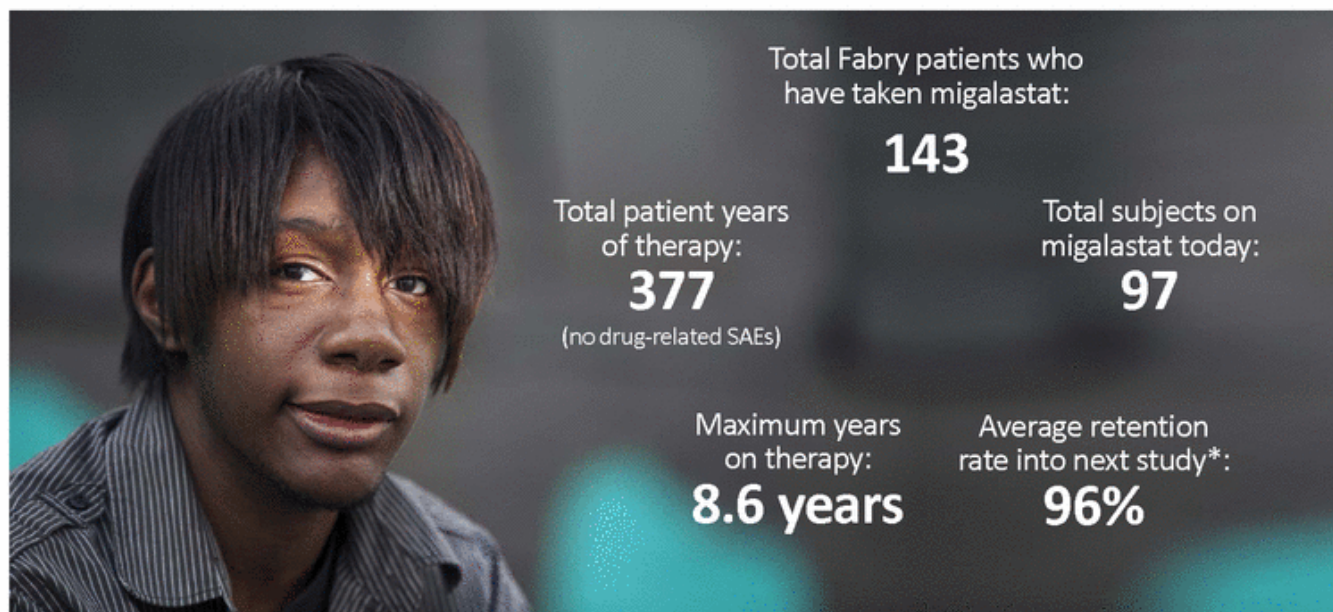 Total Fabry patients who
have taken migalastat:
143
Total patient years
of therapy:
377
(no drug-related SAEs)
Total subjects on
migalastat today:
97
Maximum years
on therapy:
8.6 years
Average retention
rate into next study*:
96%